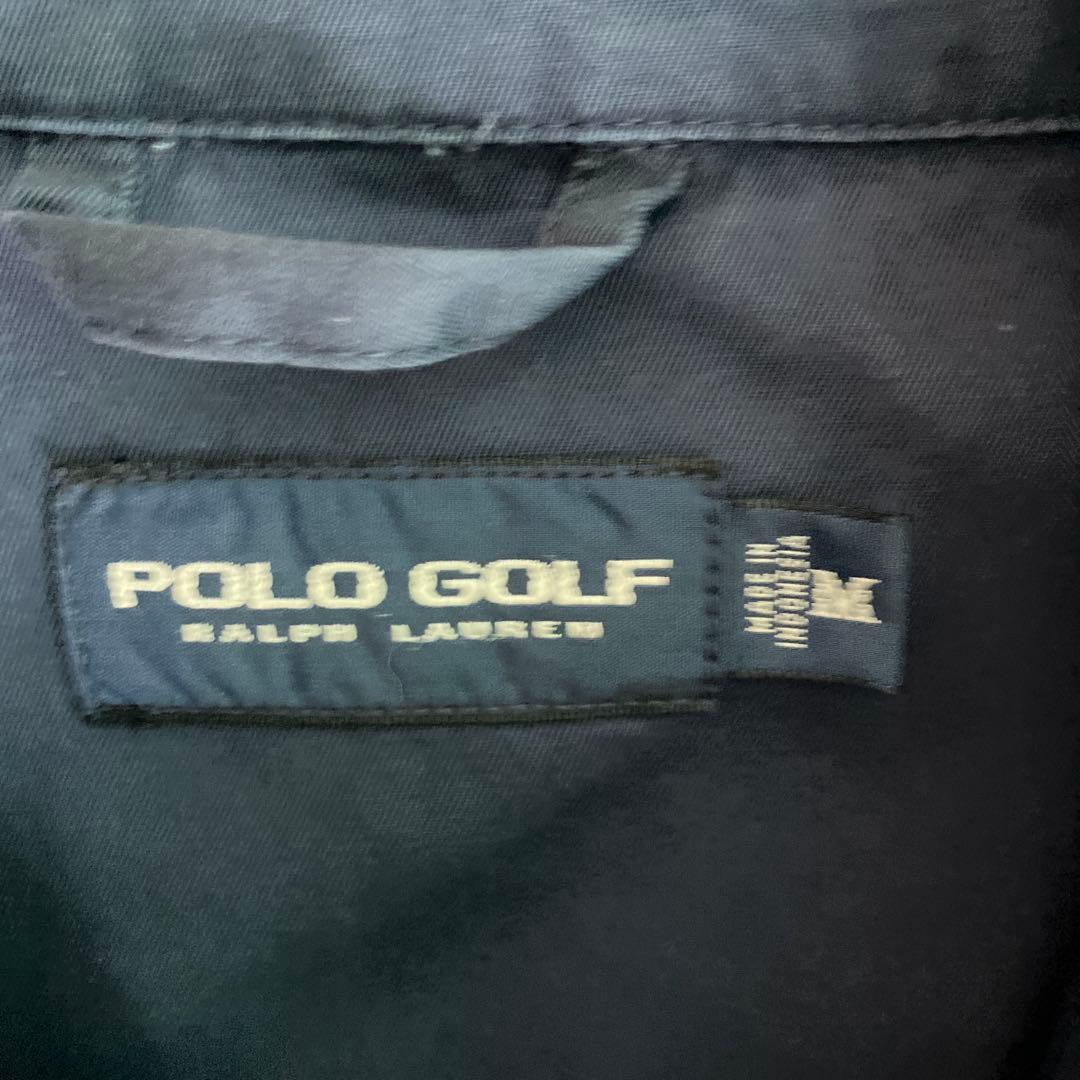 POLO GOLF
RALPH LAUREN
MADE IN
INDONESIA
M